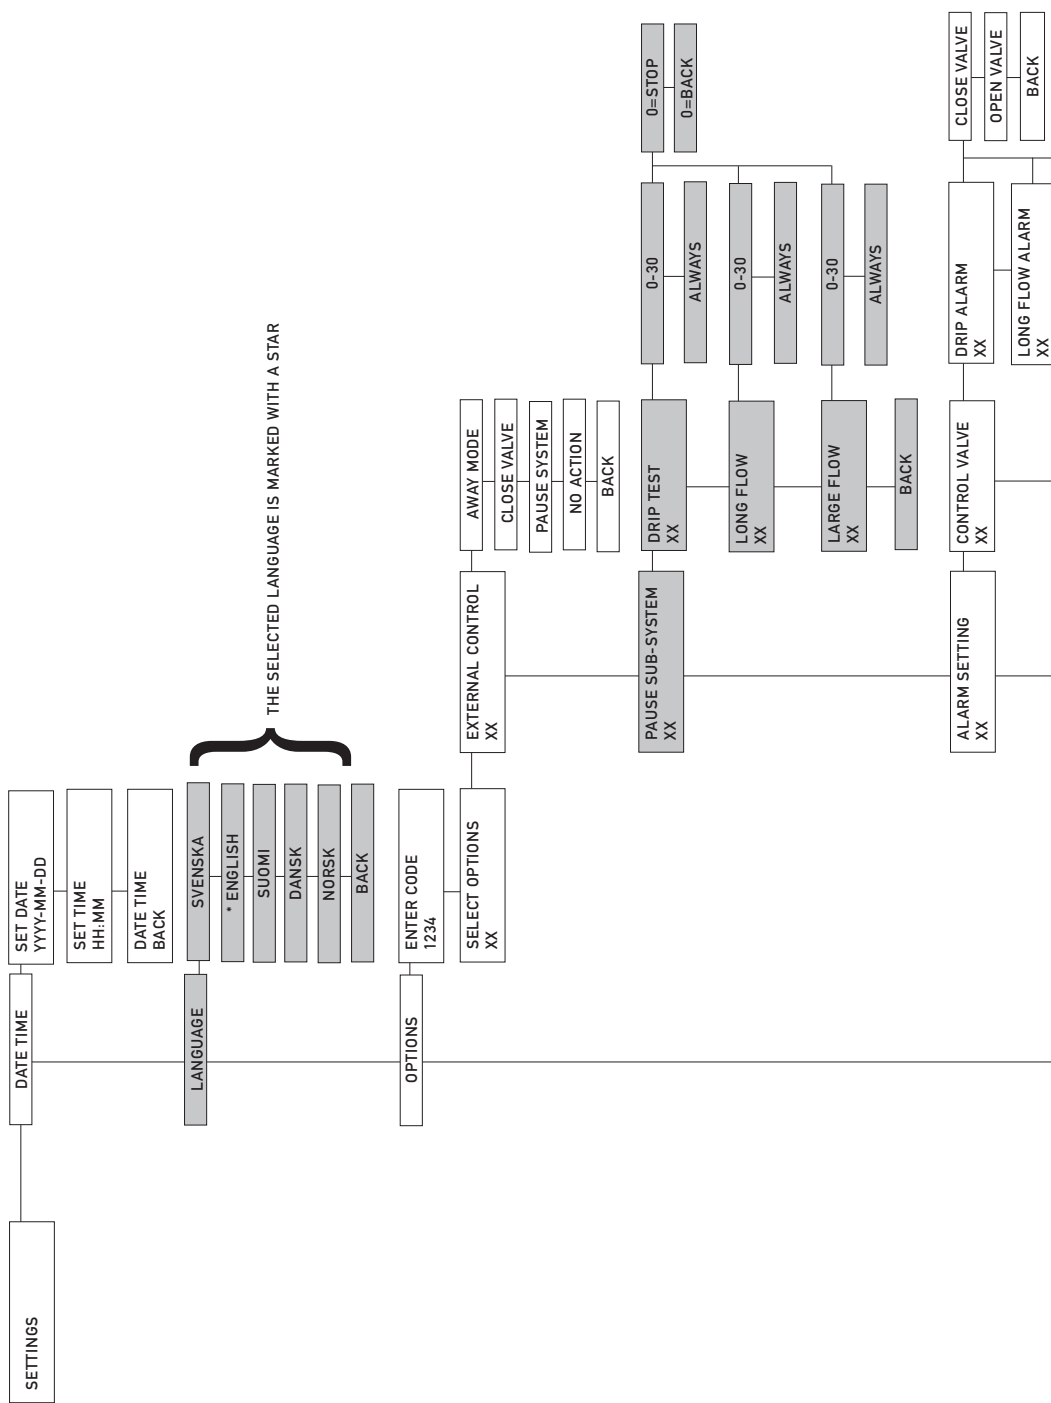 SETTINGS
DATE TIME
SET DATE
YYYY-MM-DD
SET TIME
HH:MM
DATE TIME
BACK
LANGUAGE
SVENSKA
* ENGLISH
SUOMI
DANSK
NORSK
BACK
THE SELECTED LANGUAGE IS MARKED WITH A STAR
OPTIONS
ENTER CODE
1234
SELECT OPTIONS
XX
EXTERNAL CONTROL
XX
AWAY MODE
CLOSE VALVE
PAUSE SYSTEM
NO ACTION
BACK
PAUSE SUB-SYSTEM
XX
DRIP TEST
XX
0-30
ALWAYS
0=STOP
0=BACK
LONG FLOW
XX
0-30
ALWAYS
LARGE FLOW
XX
0-30
ALWAYS
BACK
ALARM SETTING
XX
CONTROL VALVE
XX
DRIP ALARM
XX
LONG FLOW ALARM
XX
CLOSE VALVE
OPEN VALVE
BACK